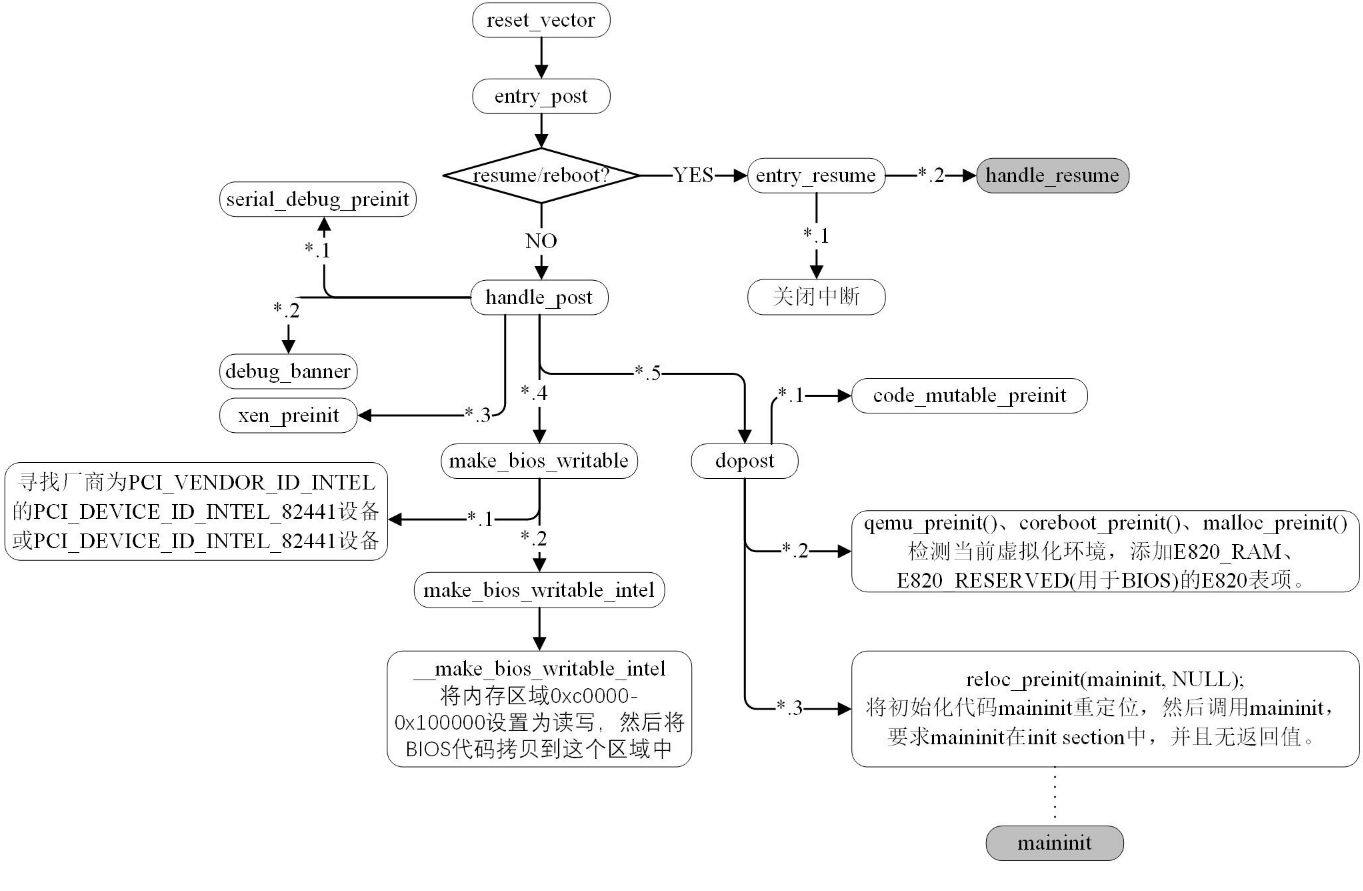 reset_vector
entry_post
resume/reboot?
YES
entry_resume
*.2
handle_resume
serial_debug_preinit
*.1
NO
*.1
关闭中断
handle_post
*.2
debug_banner
*.5
*.4
*.1
code_mutable_preinit
xen_preinit
*.3
make_bios_writable
dopost
寻找厂商为PCI_VENDOR_ID_INTEL
的PCI_DEVICE_ID_INTEL_82441设备
或PCI_DEVICE_ID_INTEL_82441设备
*.1
*.2
*.2
qemu_preinit()、coreboot_preinit()、malloc_preinit()
检测当前虚拟化环境，添加E820_RAM、
E820_RESERVED(用于BIOS)的E820表项。
make_bios_writable_intel
__make_bios_writable_intel
将内存区域0xc0000-
0x100000设置为读写，然后将
BIOS代码拷贝到这个区域中
*.3
reloc_preinit(maininit, NULL);
将初始化代码maininit重定位，然后调用maininit，
要求maininit在init section中，并且无返回值。
maininit